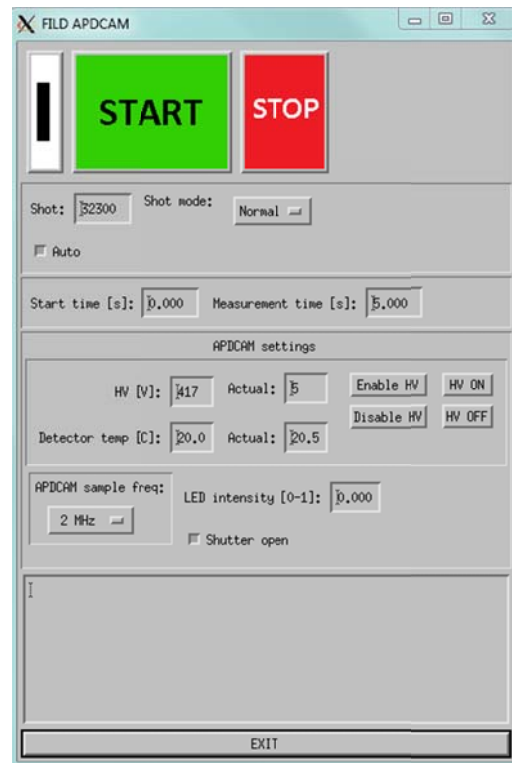 FILD APDCAM
START STOP
Shot: 32300 Shot mode: Normal
Auto
Start time [s]: 0.000 Measurement time [s]: 5.000
APDCAM settings
HV [V]: 417 Actual: 5 Enable HV HV ON
Disable HV HV OFF
Detector temp [C]: 20.0 Actual: 20.5
APDCAM sample freq: LED intensity [0-1]: 0.000
2 MHz
Shutter open
EXIT